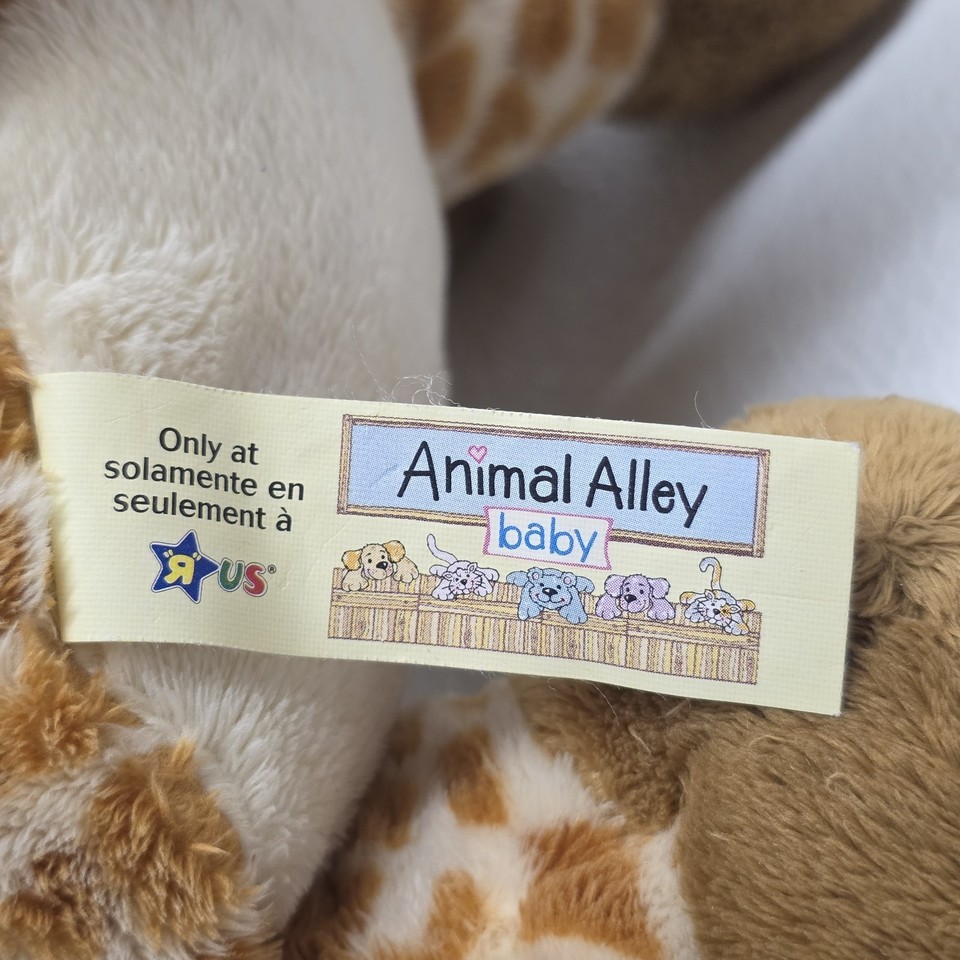 Only at
solamente en
seulement à
"R" US®
Animal Alley
baby